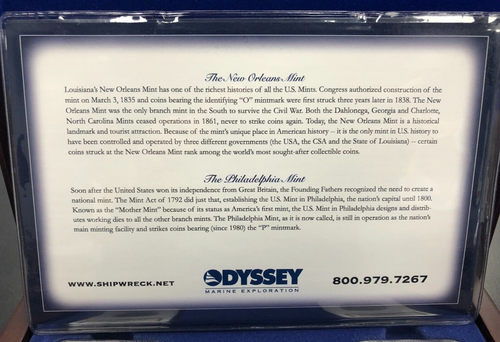 The New Orleans Mint
Louisiana's New Orleans Mint has one of the richest histories of all the U.S. Mints. Congress authorized construction of the
mint on March 3, 1835 and coins bearing the identifying "O" mintmark were first struck three years later in 1838. The New
Orleans Mint was the only branch mint in the South to survive the Civil War. Both the Dahlonega, Georgia and Charlotte,
North Carolina Mints ceased operations in 1861, never to strike coins again. Today, the New Orleans Mint is a historical
landmark and tourist attraction. Because of the mint's unique place in American history – it is the only mint in U.S. history to
have been controlled and operated by three different governments (the USA, the CSA and the State of Louisiana) – certain
coins struck at the New Orleans Mint rank among the world's most sought-after collectible coins.
The Philadelphia Mint
Soon after the United States won its independence from Great Britain, the Founding Fathers recognized the need to create a
national mint. The Mint Act of 1792 did just that, establishing the U.S. Mint in Philadelphia, the nation's capital until 1800.
Known as the "Mother Mint" because of its status as America's first mint, the U.S. Mint in Philadelphia designs and distrib-
utes working dies to all the other branch mints. The Philadelphia Mint, as it is now called, is still in operation as the nation's
main minting facility and strikes coins bearing (since 1980) the "P" mintmark.
WWW.SHIPWRECK.NET
ODYSSEY
MARINE EXPLORATION
800.979.7267